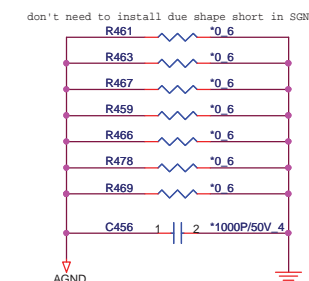 don't need to install due shape short in SGN
R461 *0_6
R463 *0_6
R467 *0_6
R459 *0_6
R466 *0_6
R478 *0_6
R469 *0_6
C456 1 2 *1000P/50V_4
AGND